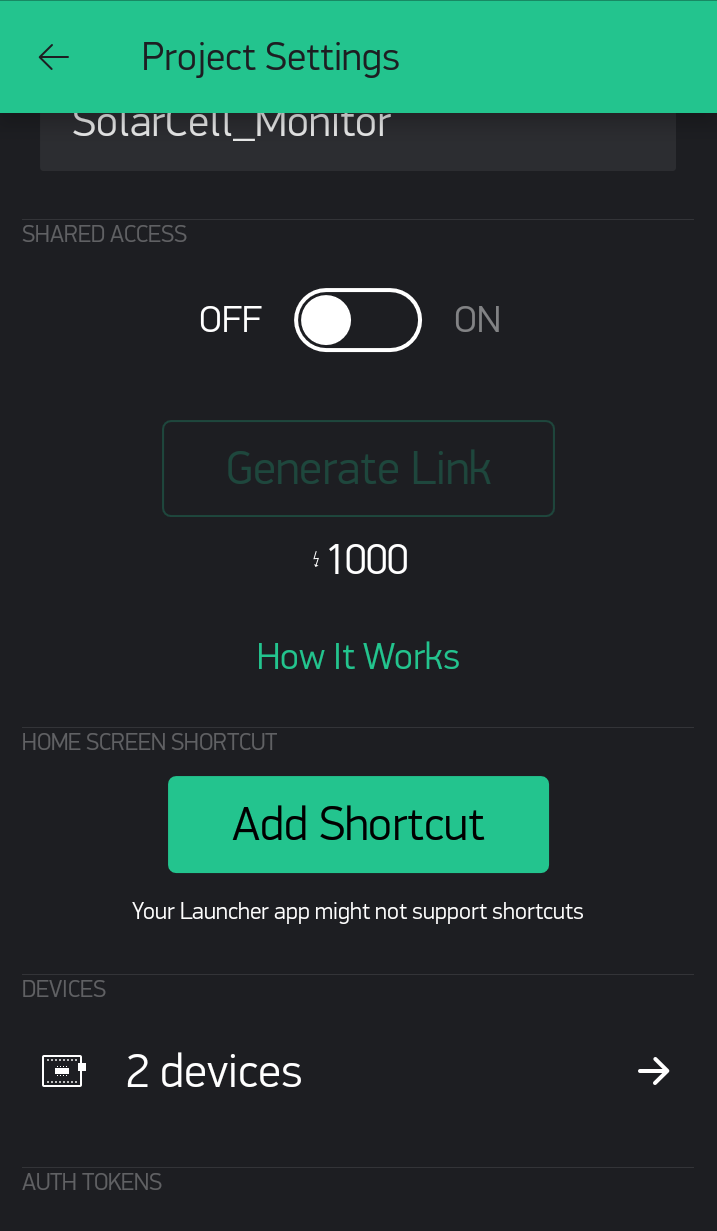 Project Settings
SolarCell_Monitor
SHARED ACCESS
OFF ON
Generate Link
1000
How It Works
HOME SCREEN SHORTCUT
Add Shortcut
Your Launcher app might not support shortcuts
DEVICES
2 devices
AUTH TOKENS